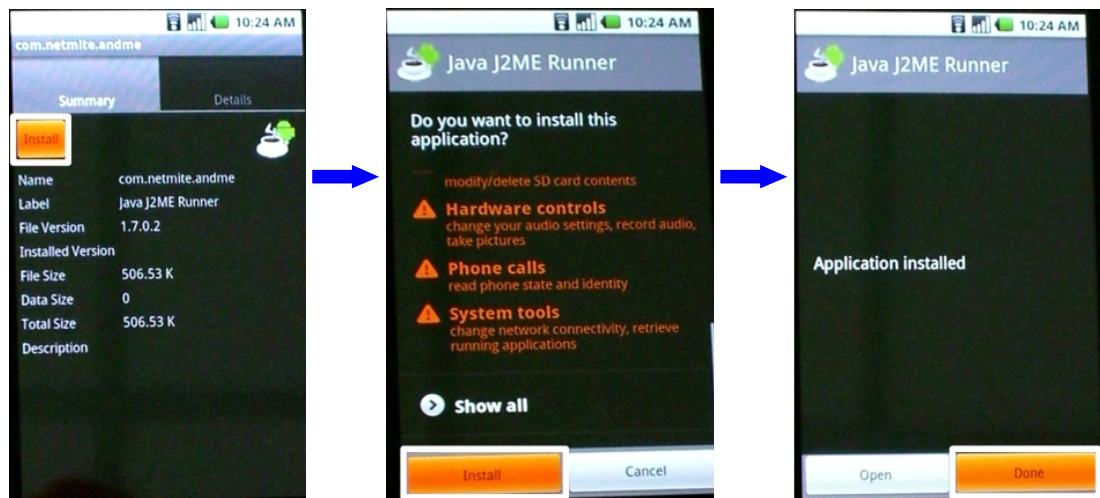 10:24 AM
com.netmite.andme
Summary Details
Install
Name com.netmite.andme
Label Java J2ME Runner
File Version 1.7.0.2
Installed Version
File Size 506.53 K
Data Size 0
Total Size 506.53 K
Description
10:24 AM
Java J2ME Runner
Do you want to install this
application?
modify/delete SD card contents
Hardware controls
change your audio settings, record audio,
take pictures
Phone calls
read phone state and identity
System tools
change network connectivity, retrieve
running applications
Show all
Install Cancel
10:24 AM
Java J2ME Runner
Application installed
Open Done